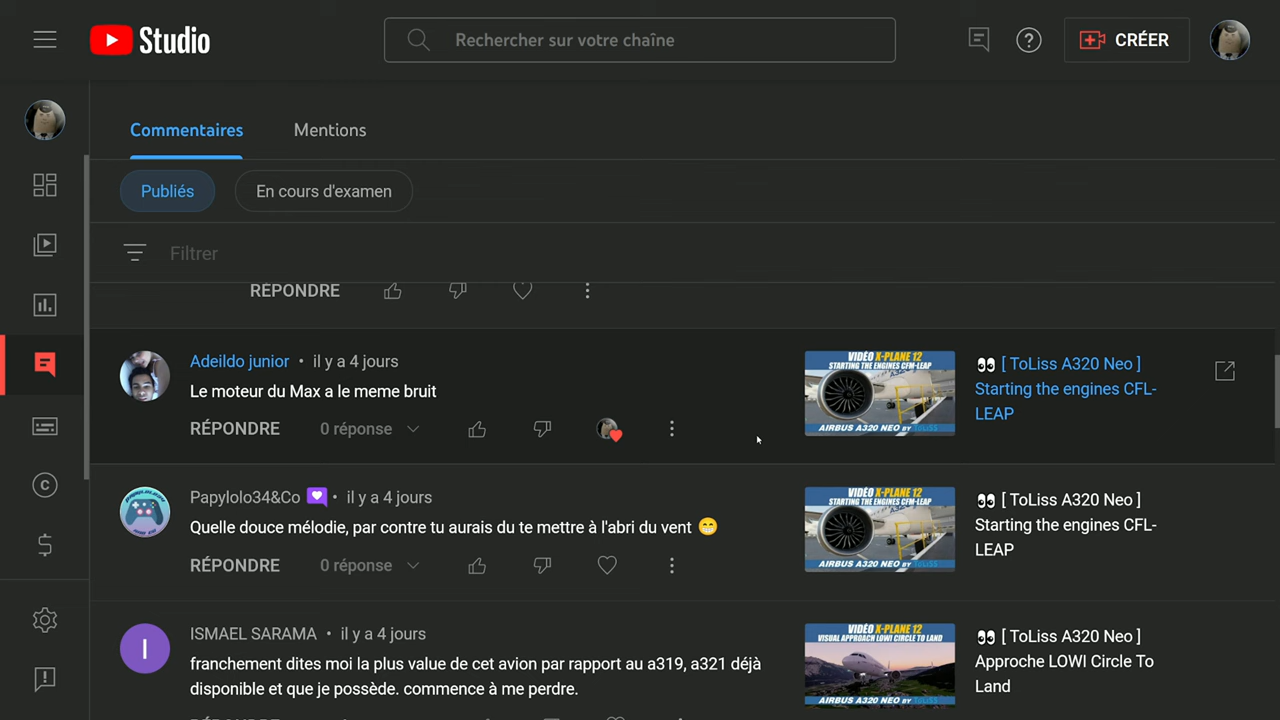 Studio
Rechercher sur votre chaîne
CRÉER
Commentaires
Mentions
Publiés
En cours d'examen
Filtrer
RÉPONDRE
Adeildo junior • il y a 4 jours
Le moteur du Max a le meme bruit
RÉPONDRE
0 réponse
VIDÉO X-PLANE 12
STARTING THE ENGINES CFM-LEAP
AIRBUS A320 NEO BY TOLISS
👀 [ ToLiss A320 Neo ]
Starting the engines CFL-
LEAP
Papylolo34&Co • il y a 4 jours
Quelle douce mélodie, par contre tu aurais du te mettre à l'abri du vent 😁
RÉPONDRE
0 réponse
VIDÉO X-PLANE 12
STARTING THE ENGINES CFM-LEAP
AIRBUS A320 NEO BY TOLISS
👀 [ ToLiss A320 Neo ]
Starting the engines CFL-
LEAP
I
ISMAEL SARAMA • il y a 4 jours
franchement dites moi la plus value de cet avion par rapport au a319, a321 déjà
disponible et que je possède. commence à me perdre.
VIDÉO X-PLANE 12
VISUAL APPROACH LOWI CIRCLE TO LAND
AIRBUS A320 NEO BY TOLISS
👀 [ ToLiss A320 Neo ]
Approche LOWI Circle To
Land